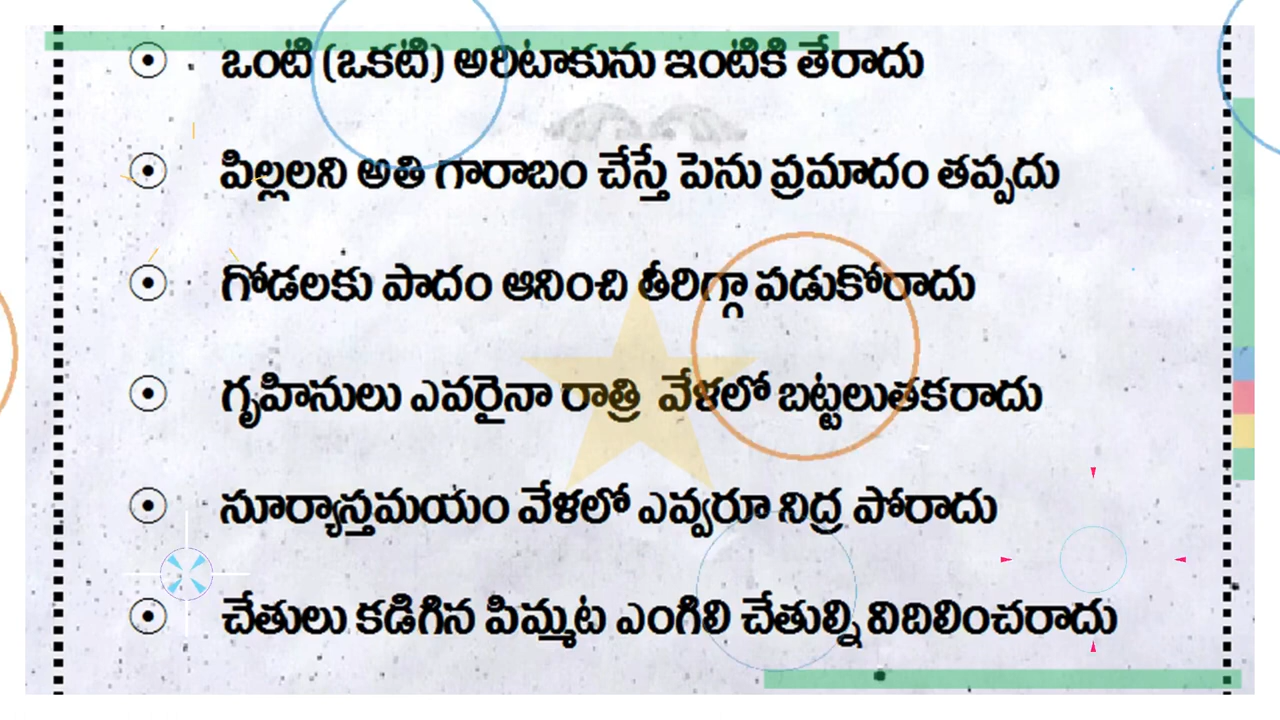 ఒంటి (ఒకటి) అరిటాకును ఇంటికి తేరాదు
పిల్లలని అతి గారాబం చేస్తే పెను ప్రమాదం తప్పదు
గోడలకు పాదం ఆనించి తీరిగ్గా పడుకోరాదు
గృహినులు ఎవరైనా రాత్రి వేళలో బట్టలుతకరాదు
సూర్యాస్తమయం వేళలో ఎవ్వరూ నిద్ర పోరాదు
చేతులు కడిగిన పిమ్మట ఎంగిలి చేతుల్ని విదిలించరాదు